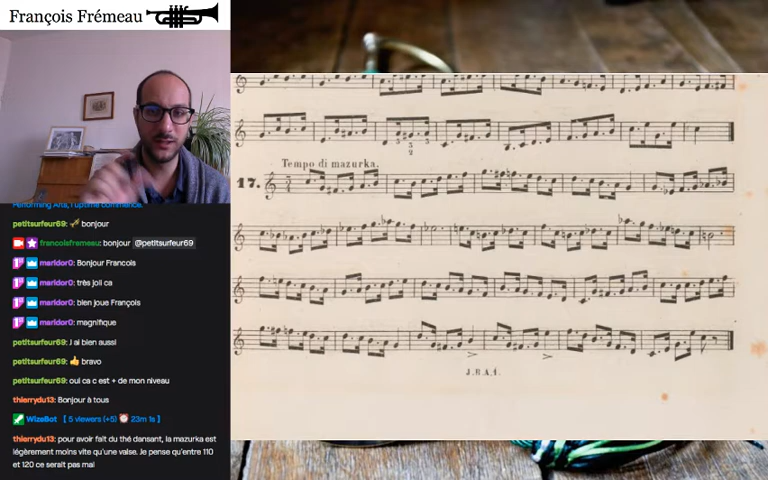 François Frémeau
Performing Arts, l'uptime commence.
petitsurfeur69: bonjour
francoisfremeau: bonjour @petitsurfeur69
maridor0: Bonjour Francois
maridor0: très joli ca
maridor0: bien joue François
maridor0: magnifique
petitsurfeur69: J ai bien aussi
petitsurfeur69: 👍 bravo
petitsurfeur69: oui ca c est + de mon niveau
thierrydu13: Bonjour à tous
WizeBot [ 5 viewers (+5) ⏰ 23m 1s ]
thierrydu13: pour avoir fait du thé dansant, la mazurka est
légèrement moins vite qu'une valse. Je pense qu'entre 110
et 120 ce serait pas mal
Tempo di mazurka.
17.
J.B.A.1.